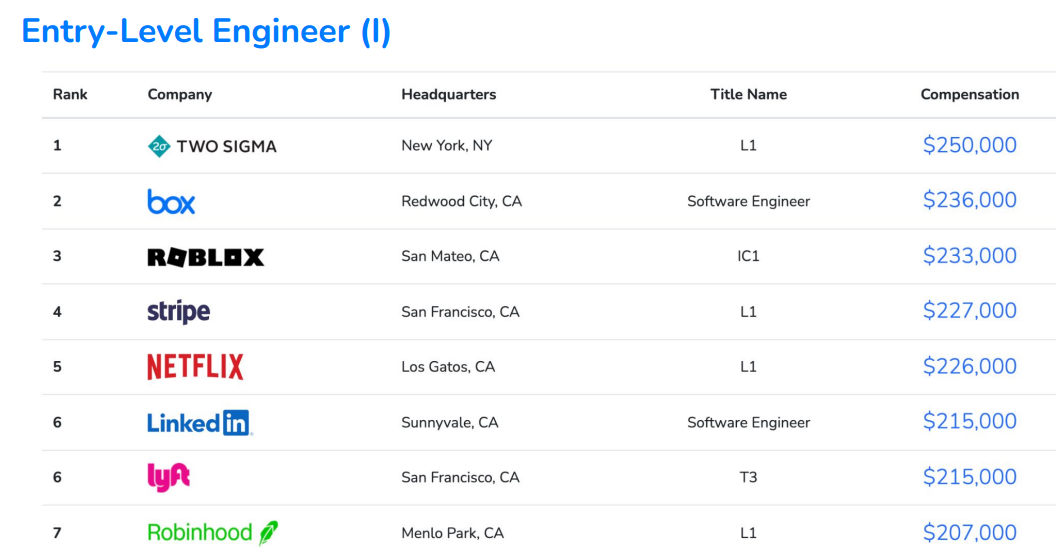 Entry-Level Engineer (I)
Rank Company Headquarters Title Name Compensation
1 2σ TWO SIGMA New York, NY L1 $250,000
2 box Redwood City, CA Software Engineer $236,000
3 ROBLOX San Mateo, CA IC1 $233,000
4 stripe San Francisco, CA L1 $227,000
5 NETFLIX Los Gatos, CA L1 $226,000
6 Linked in Sunnyvale, CA Software Engineer $215,000
6 lyft San Francisco, CA T3 $215,000
7 Robinhood Menlo Park, CA L1 $207,000